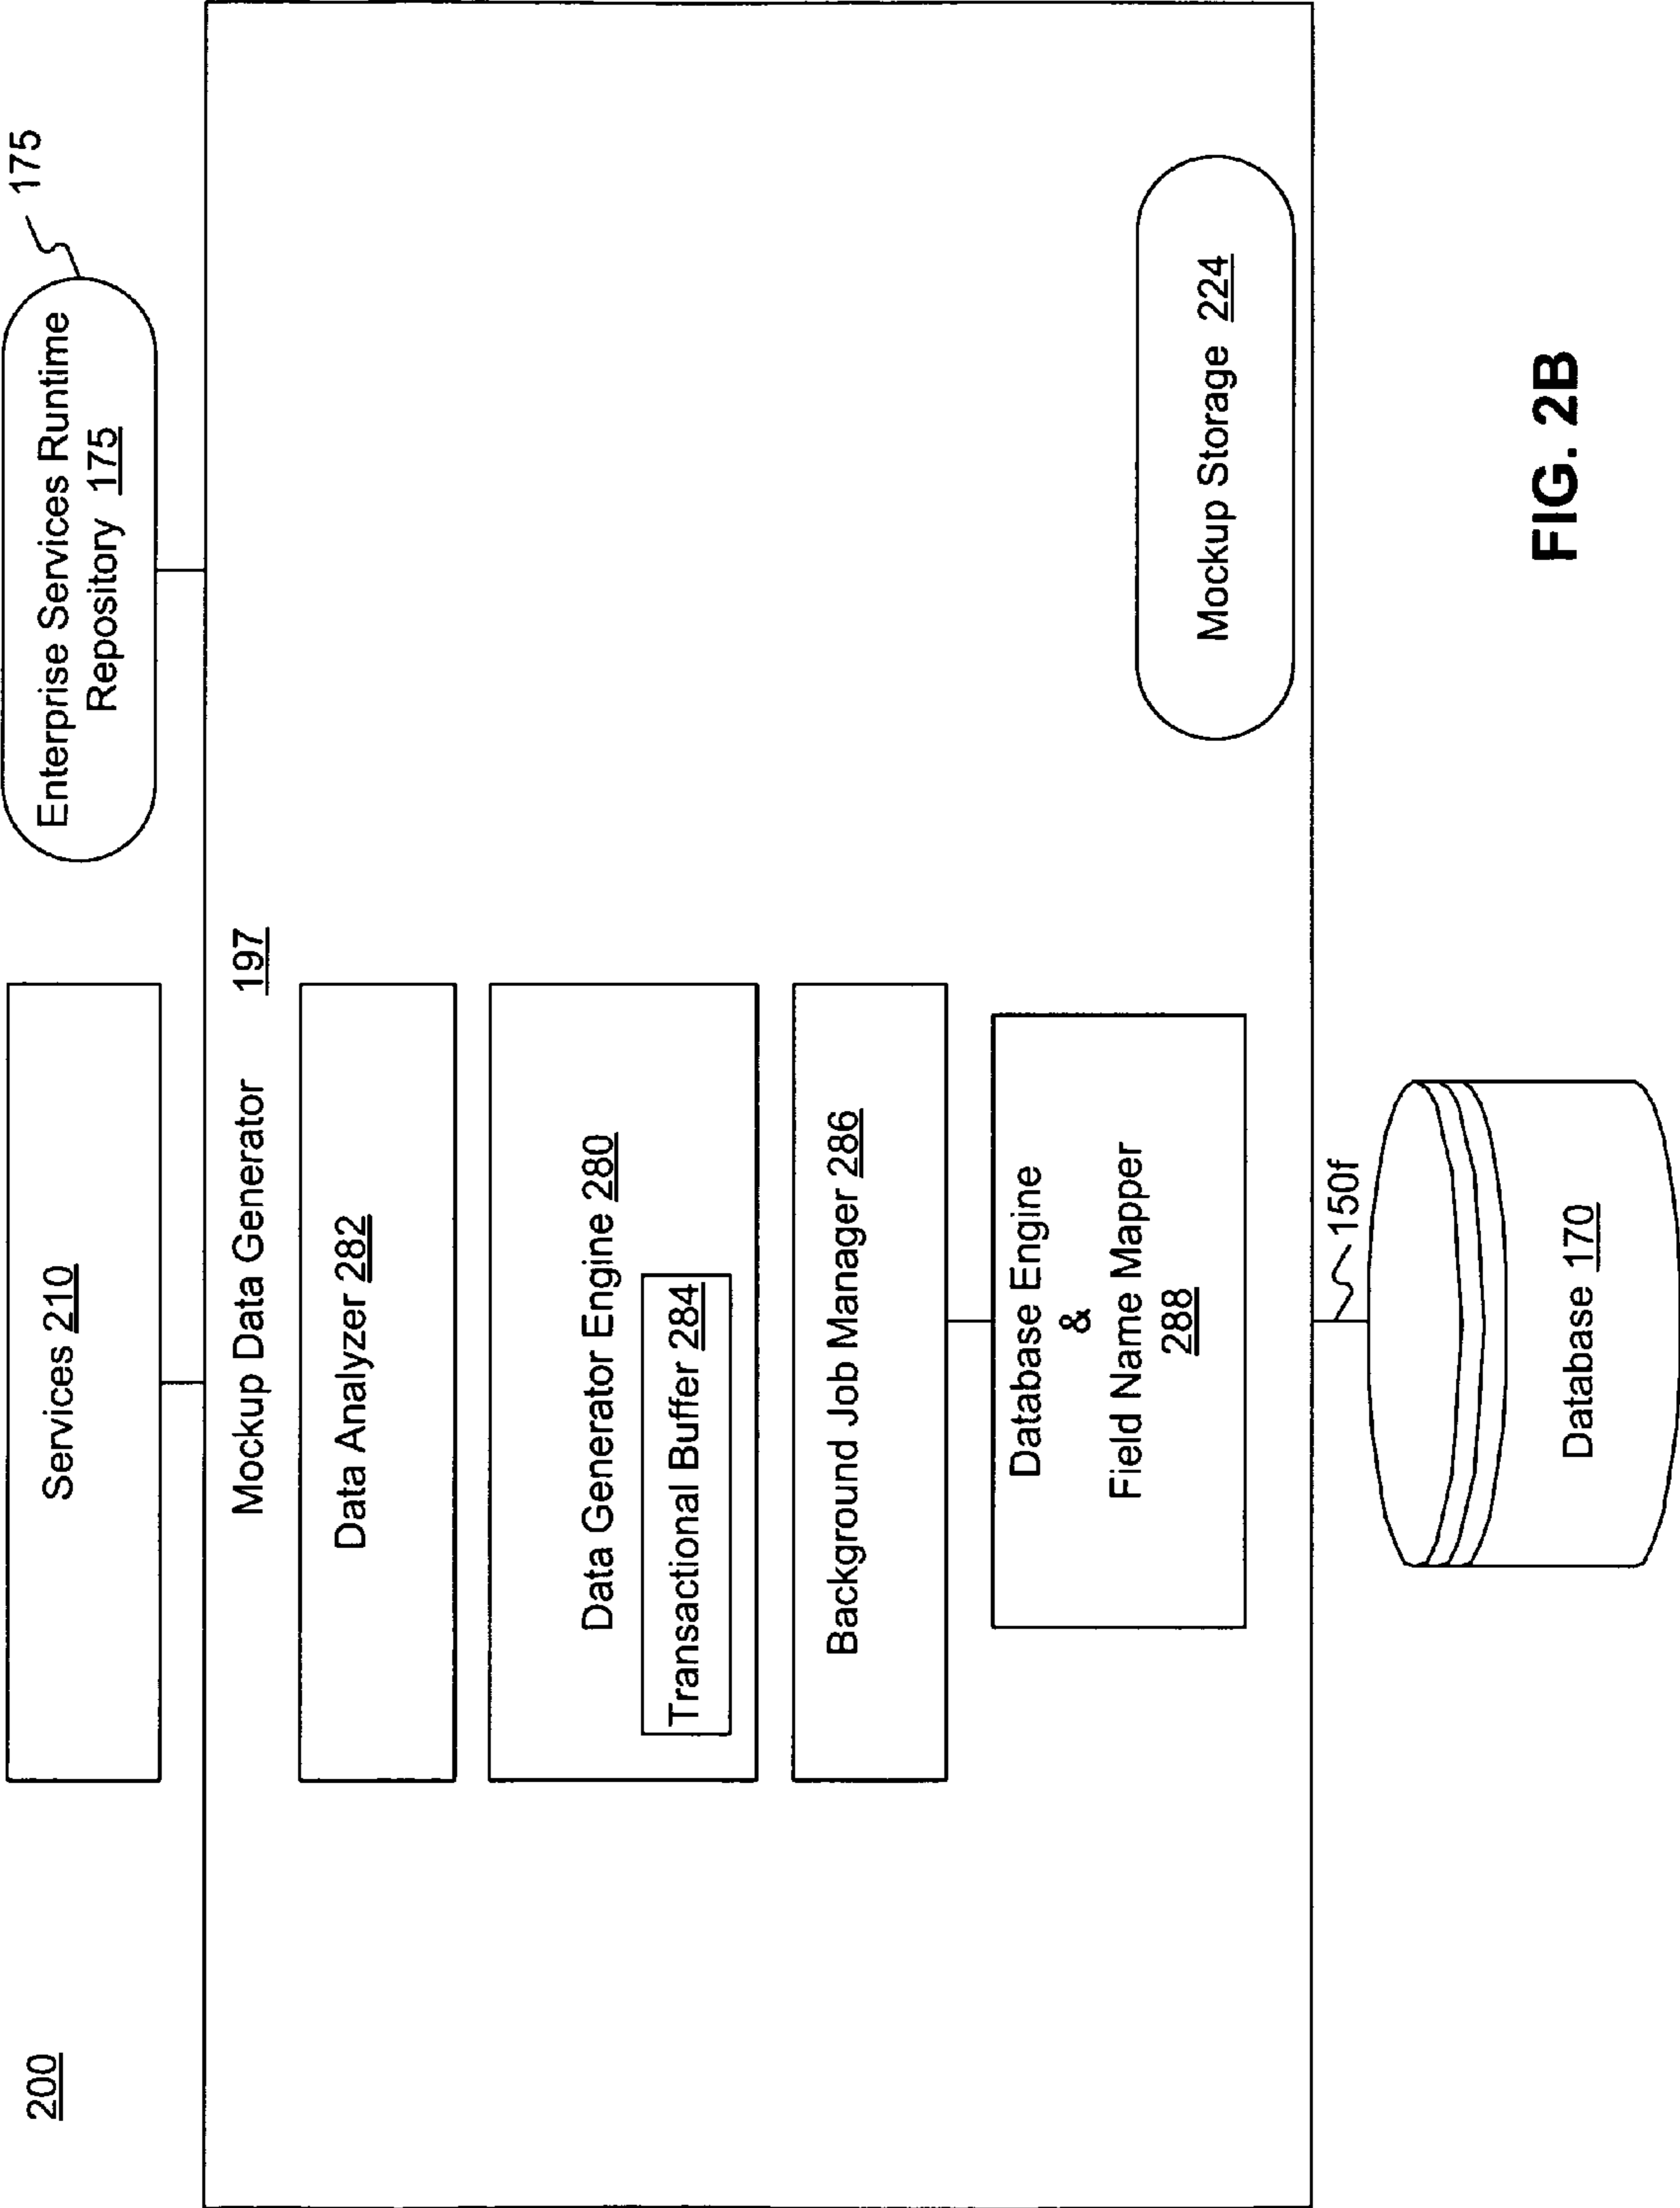 200
Services 210
Enterprise Services Runtime
Repository 175
175
Mockup Data Generator 197
Data Analyzer 282
Data Generator Engine 280
Transactional Buffer 284
Background Job Manager 286
Database Engine
&
Field Name Mapper
288
Mockup Storage 224
150f
Database 170
FIG. 2B